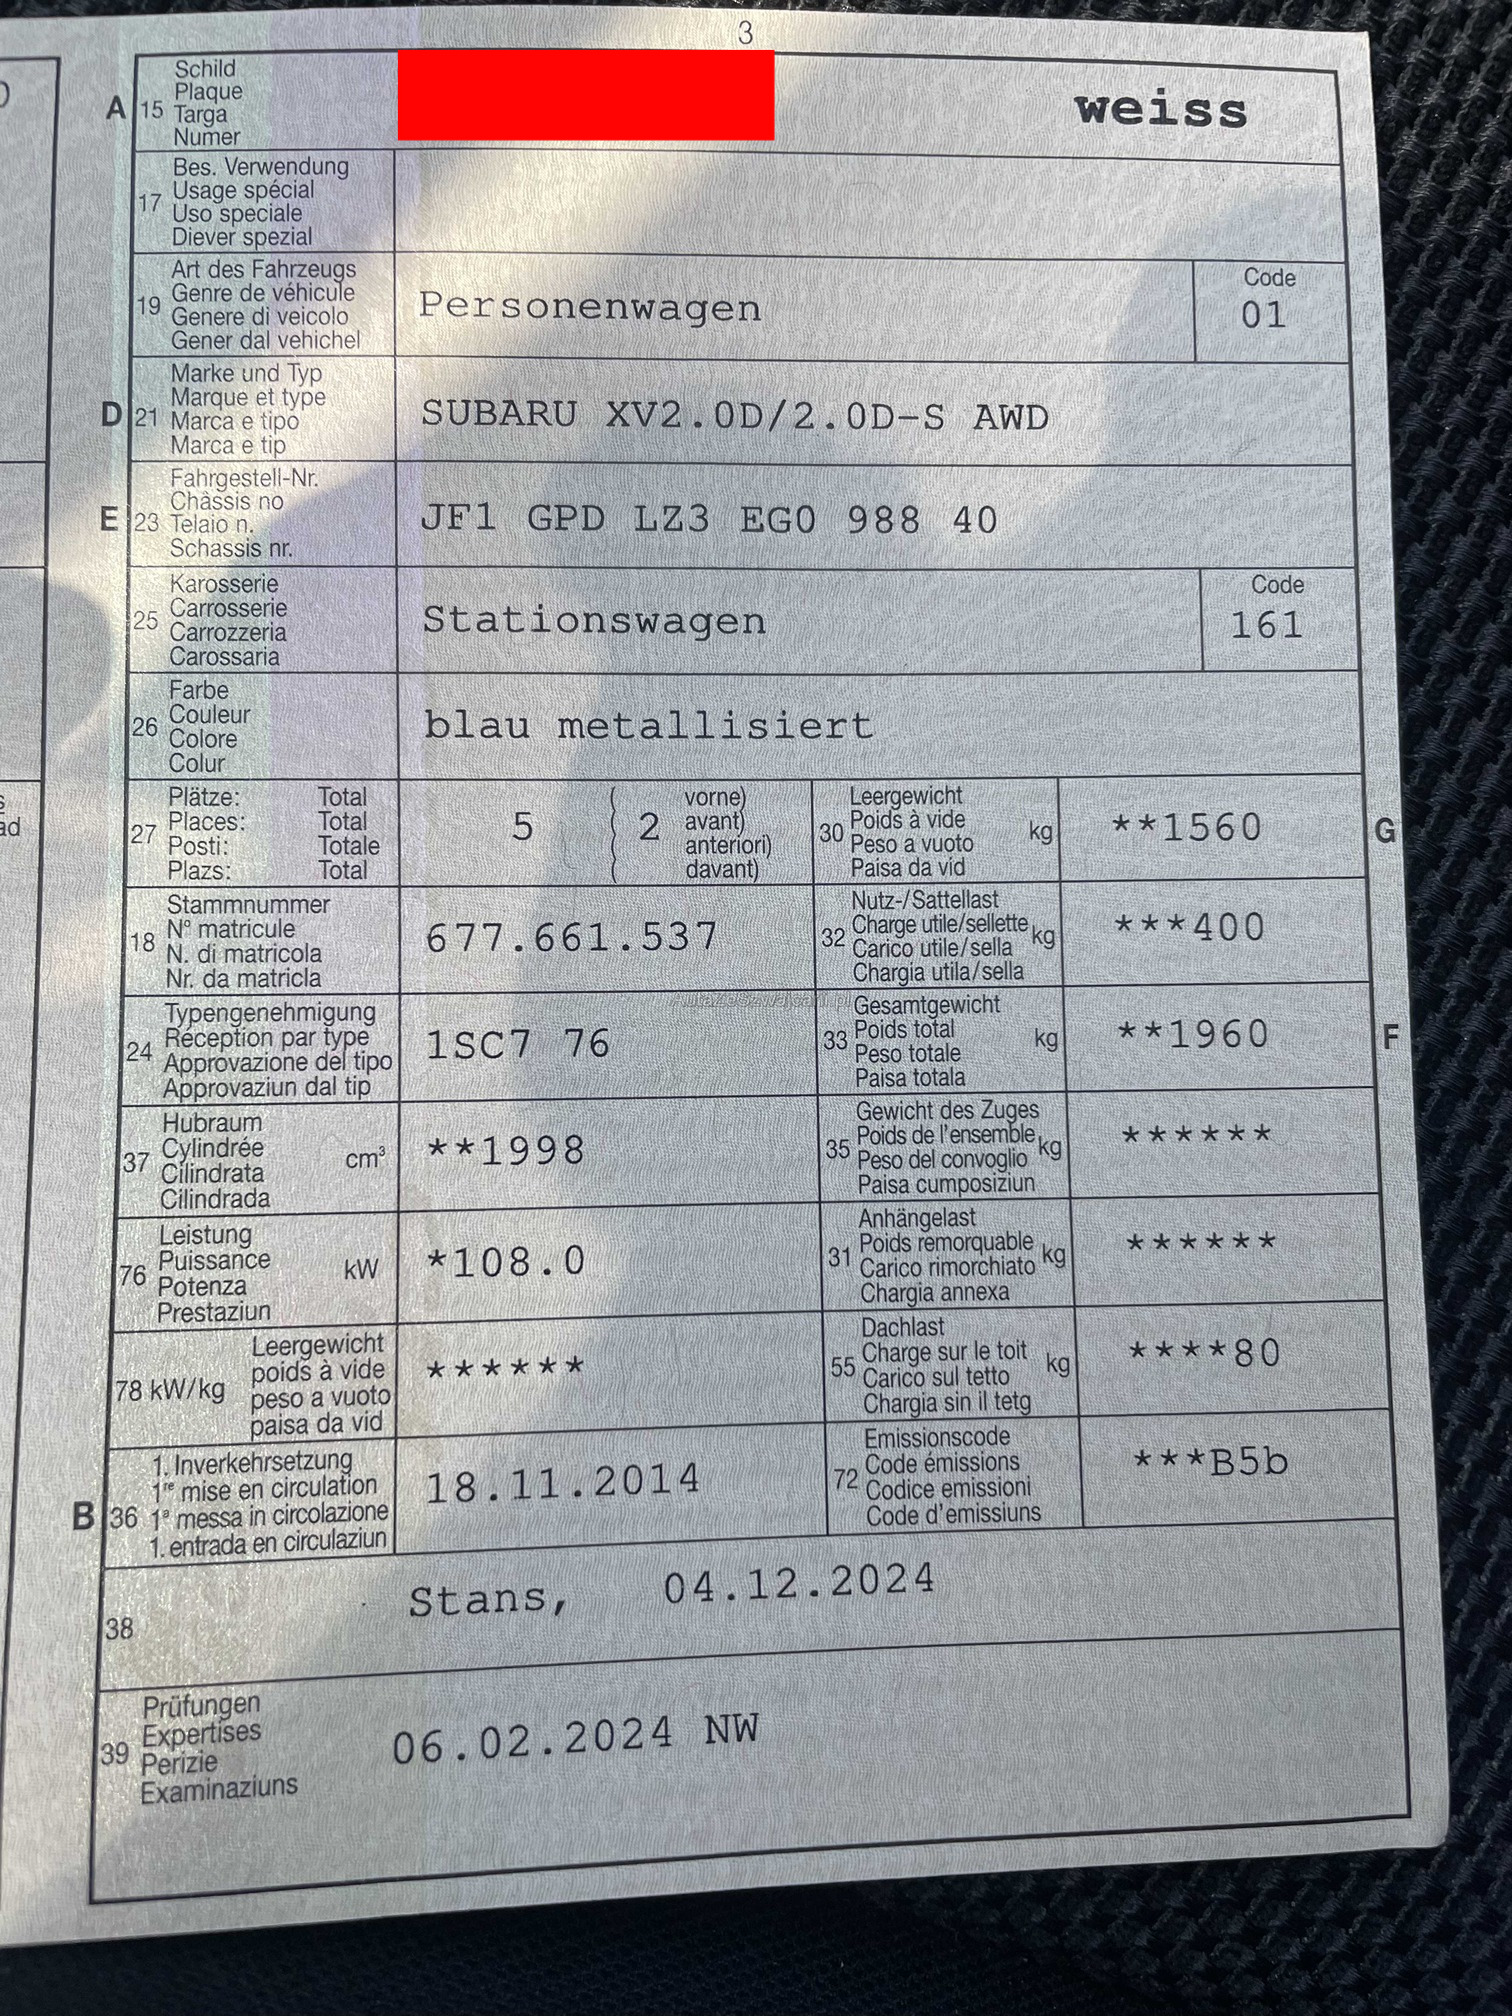 3
A 15 Schild
Plaque
Targa
Numer
weiss
17 Bes. Verwendung
Usage spécial
Uso speciale
Diever spezial
19 Art des Fahrzeugs
Genre de véhicule
Genere di veicolo
Gener dal vehichel
Personenwagen
Code
01
D 21 Marke und Typ
Marque et type
Marca e tipo
Marca e tip
SUBARU XV2.0D/2.0D-S AWD
E 23 Fahrgestell-Nr.
Châssis no
Telaio n.
Schassis nr.
JF1 GPD LZ3 EG0 988 40
25 Karosserie
Carrosserie
Carrozzeria
Carossaria
Stationswagen
Code
161
26 Farbe
Couleur
Colore
Colur
blau metallisiert
27 Plätze: Total
Places: Total
Posti: Totale
Plazs: Total
5 (2 vorne)
avant)
anteriori)
davant)
30 Leergewicht
Poids à vide
Peso a vuoto
Paisa da vid
kg
**1560
G
18 Stammnummer
N° matricule
N. di matricola
Nr. da matricla
677.661.537
32 Nutz-/Sattellast
Charge utile/sellette
Carico utile/sella
Chargia utila/sella
kg
***400
24 Typengenehmigung
Réception par type
Approvazione del tipo
Approvaziun dal tip
1SC7 76
33 Gesamtgewicht
Poids total
Peso totale
Paisa totala
kg
**1960
F
37 Hubraum
Cylindrée
Cilindrata
Cilindrada
cm³
**1998
35 Gewicht des Zuges
Poids de l'ensemble
Peso del convoglio
Paisa cumposiziun
kg
******
76 Leistung
Puissance
Potenza
Prestaziun
kW
*108.0
31 Anhängelast
Poids remorquable
Carico rimorchiato
Chargia annexa
kg
******
78 kW/kg
Leergewicht
poids à vide
peso a vuoto
paisa da vid
******
55 Dachlast
Charge sur le toit
Carico sul tetto
Chargia sin il tetg
kg
****80
B 36 1. Inverkehrsetzung
1re mise en circulation
1a messa in circolazione
1. entrada en circulaziun
18.11.2014
72 Emissionscode
Code émissions
Codice emissioni
Code d'emissiuns
***B5b
38
Stans, 04.12.2024
39 Prüfungen
Expertises
Perizie
Examinaziuns
06.02.2024 NW